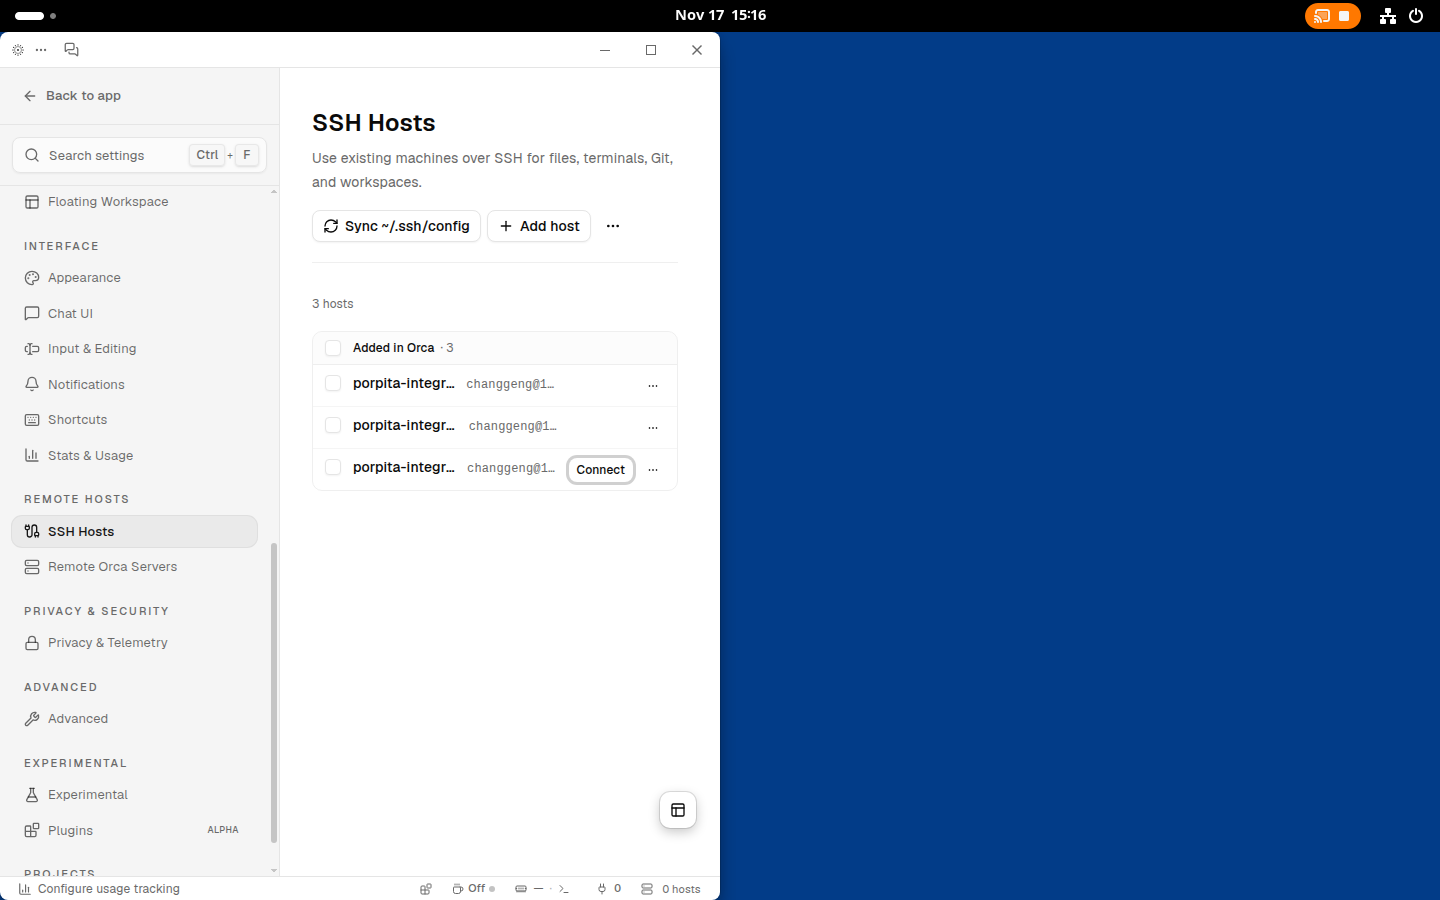 Nov 17 15:16
Back to app
Search settings Ctrl + F
Floating Workspace
INTERFACE
Appearance
Chat UI
Input & Editing
Notifications
Shortcuts
Stats & Usage
REMOTE HOSTS
SSH Hosts
Remote Orca Servers
PRIVACY & SECURITY
Privacy & Telemetry
ADVANCED
Advanced
EXPERIMENTAL
Experimental
Plugins ALPHA
PROJECTS
SSH Hosts
Use existing machines over SSH for files, terminals, Git,
and workspaces.
Sync ~/.ssh/config Add host
3 hosts
Added in Orca · 3
porpita-integr... changgeng@1...
porpita-integr... changgeng@1...
porpita-integr... changgeng@1... Connect
Configure usage tracking Off — · 0 0 hosts